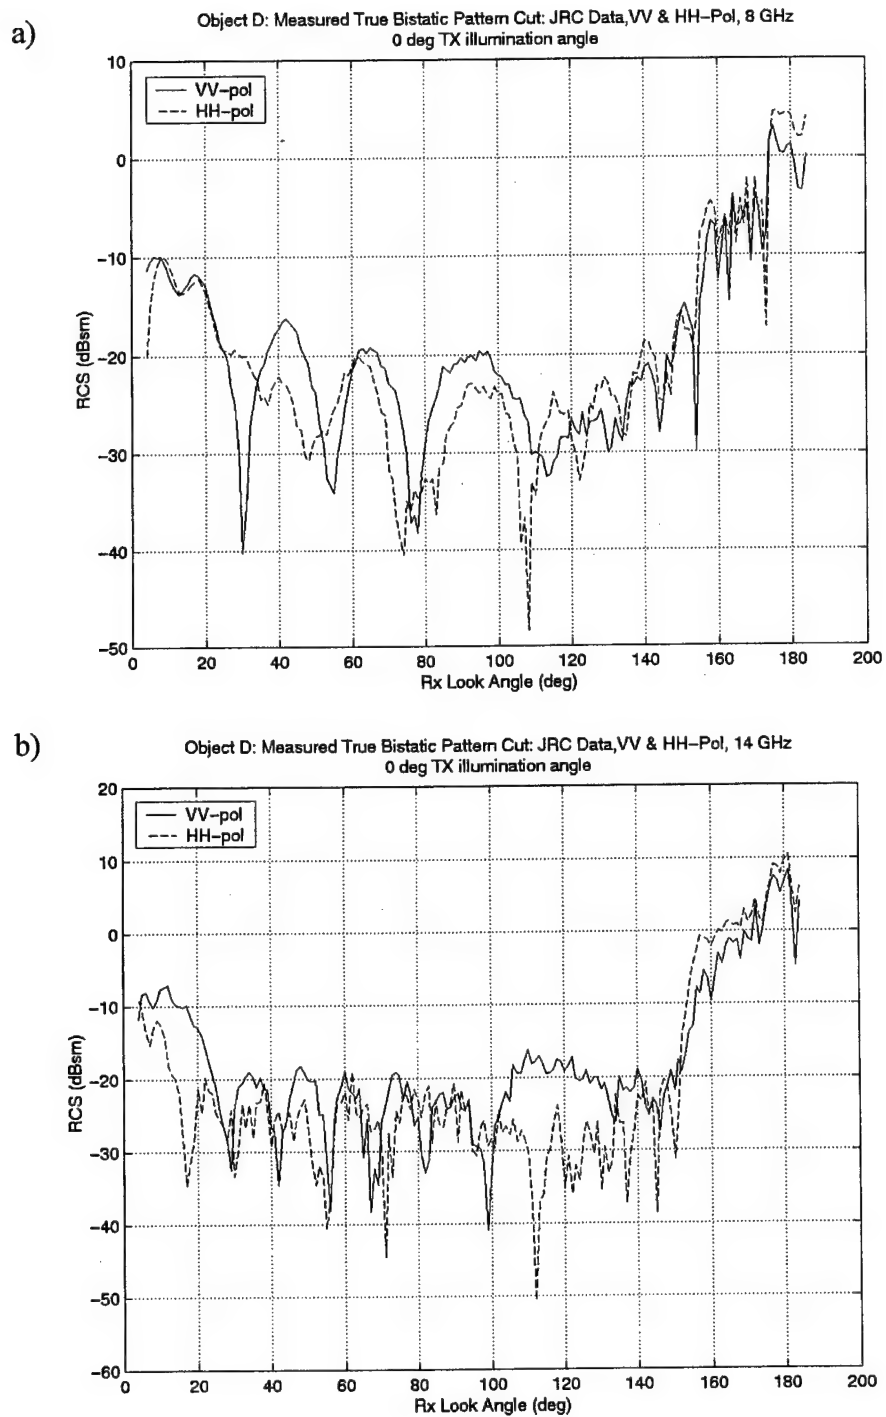 a)
Object D: Measured True Bistatic Pattern Cut: JRC Data,VV & HH-Pol, 8 GHz
0 deg TX illumination angle
VV-pol
HH-pol
RCS (dBsm)
10
0
-10
-20
-30
-40
-50
0 20 40 60 80 100 120 140 160 180 200
Rx Look Angle (deg)
b)
Object D: Measured True Bistatic Pattern Cut: JRC Data,VV & HH-Pol, 14 GHz
0 deg TX illumination angle
VV-pol
HH-pol
RCS (dBsm)
20
10
0
-10
-20
-30
-40
-50
-60
0 20 40 60 80 100 120 140 160 180 200
Rx Look Angle (deg)